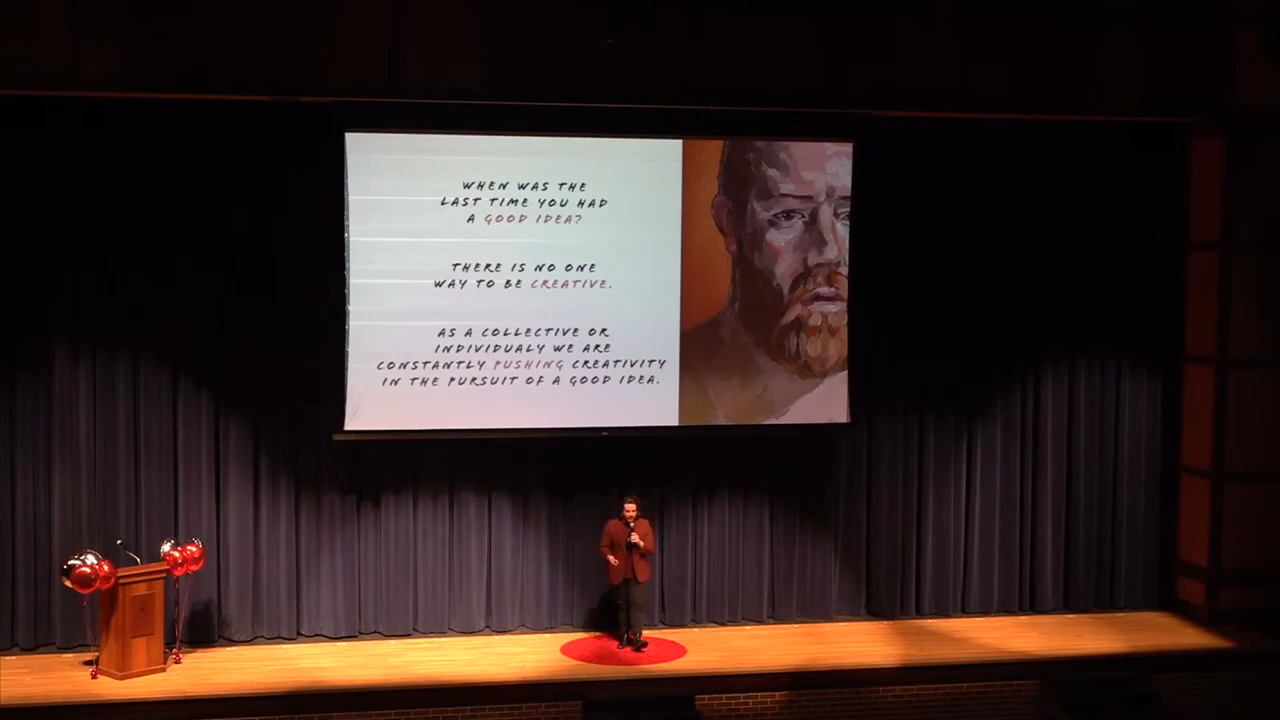 WHEN WAS THE
LAST TIME YOU HAD
A GOOD IDEA?
THERE IS NO ONE
WAY TO BE CREATIVE.
AS A COLLECTIVE OR
INDIVIDUALY WE ARE
CONSTANTLY PUSHING CREATIVITY
IN THE PURSUIT OF A GOOD IDEA.